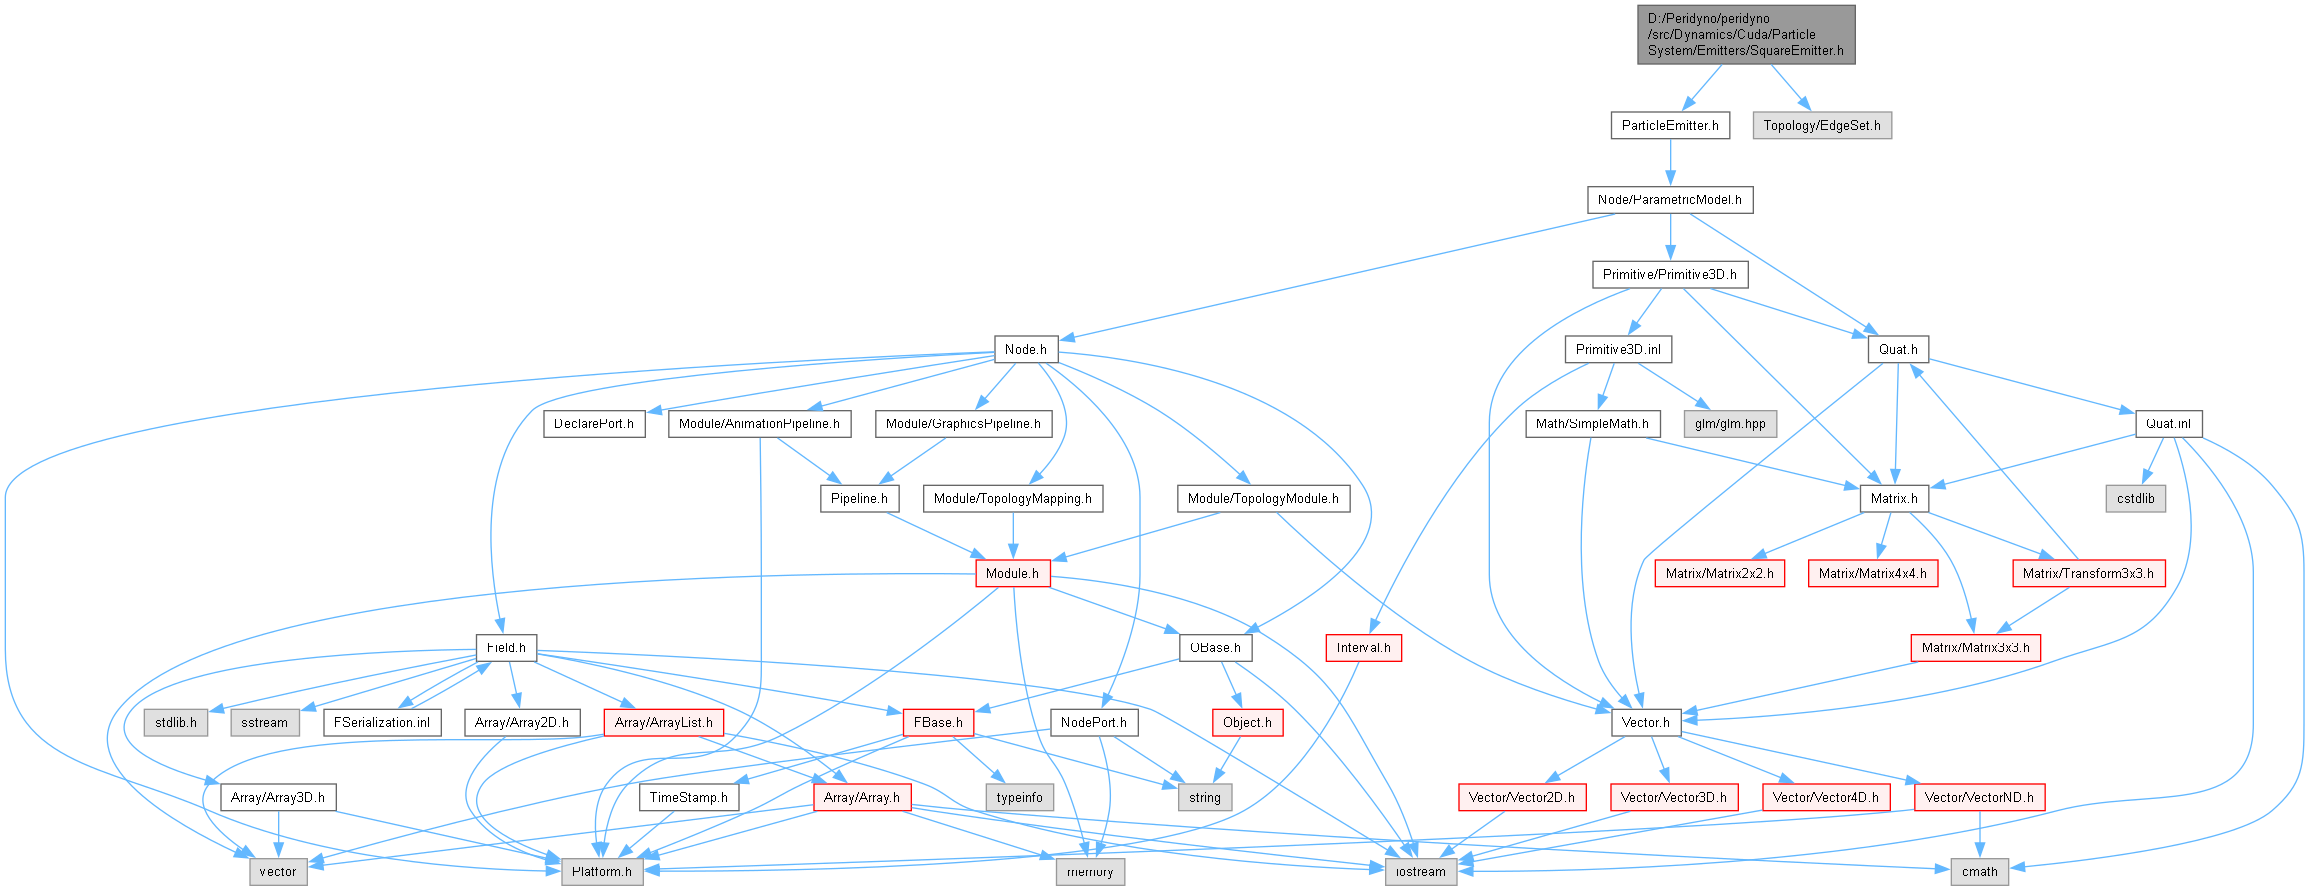 D:/Peridyno/peridyno
/src/Dynamics/Cuda/Particle
System/Emitters/SquareEmitter.h
ParticleEmitter.h
Topology/EdgeSet.h
Node/ParametricModel.h
Primitive/Primitive3D.h
Node.h
Primitive3D.inl
Quat.h
DeclarePort.h
Module/AnimationPipeline.h
Module/GraphicsPipeline.h
Math/SimpleMath.h
glm/glm.hpp
Quat.inl
Pipeline.h
Module/TopologyMapping.h
Module/TopologyModule.h
Matrix.h
cstdlib
Module.h
Matrix/Matrix2x2.h
Matrix/Matrix4x4.h
Matrix/Transform3x3.h
Field.h
OBase.h
Interval.h
Matrix/Matrix3x3.h
stdlib.h
sstream
FSerialization.inl
Array/Array2D.h
Array/ArrayList.h
FBase.h
NodePort.h
Object.h
Vector.h
Array/Array3D.h
TimeStamp.h
Array/Array.h
typeinfo
string
Vector/Vector2D.h
Vector/Vector3D.h
Vector/Vector4D.h
Vector/VectorND.h
vector
Platform.h
memory
iostream
cmath